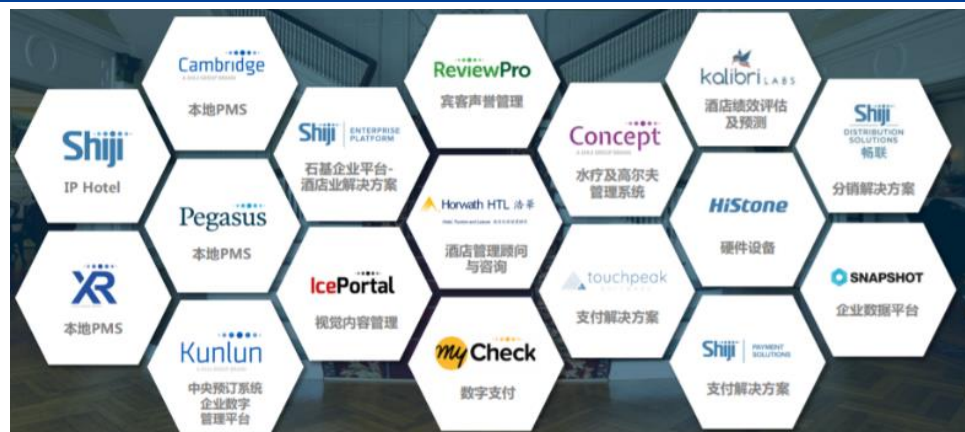 Shiji
IP Hotel
XR
本地PMS
Cambridge
本地PMS
Pegasus
本地PMS
Kunlun
中央预订系统
企业数字
管理平台
Shiji
ENTERPRISE
PLATFORM
石基企业平台-
酒店业解决方案
IcePortal
视觉内容管理
ReviewPro
宾客声誉管理
Horwath HTL 浩华
酒店管理顾问
与咨询
my Check
数字支付
Concept
水疗及高尔夫
管理系统
touchpeak
支付解决方案
kalibri LABS
酒店绩效评估
及预测
HiStone
硬件设备
Shiji
PAYMENT
SOLUTIONS
支付解决方案
Shiji
DISTRIBUTION
SOLUTIONS
畅联
分销解决方案
SNAPSHOT
企业数据平台